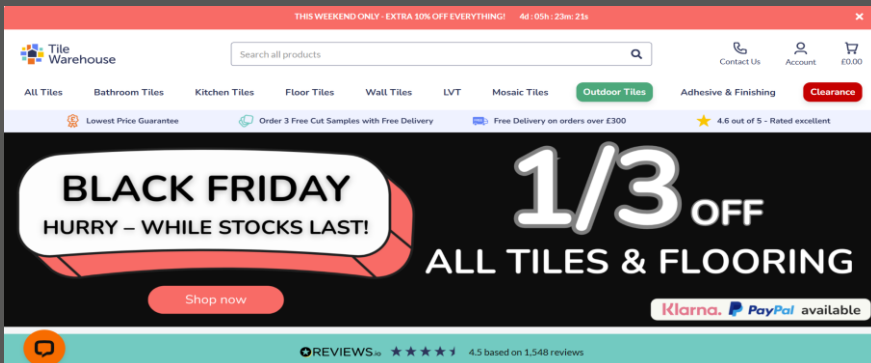 THIS WEEKEND ONLY - EXTRA 10% OFF EVERYTHING! 4d : 05h : 23m : 21s
Tile
Warehouse
Search all products
Contact Us
Account
£0.00
All Tiles Bathroom Tiles Kitchen Tiles Floor Tiles Wall Tiles LVT Mosaic Tiles Outdoor Tiles Adhesive & Finishing Clearance
Lowest Price Guarantee Order 3 Free Cut Samples with Free Delivery Free Delivery on orders over £300 4.6 out of 5 - Rated excellent
BLACK FRIDAY
HURRY – WHILE STOCKS LAST!
Shop now
1/3 OFF
ALL TILES & FLOORING
Klarna. PayPal available
REVIEWS.io 4.5 based on 1,548 reviews